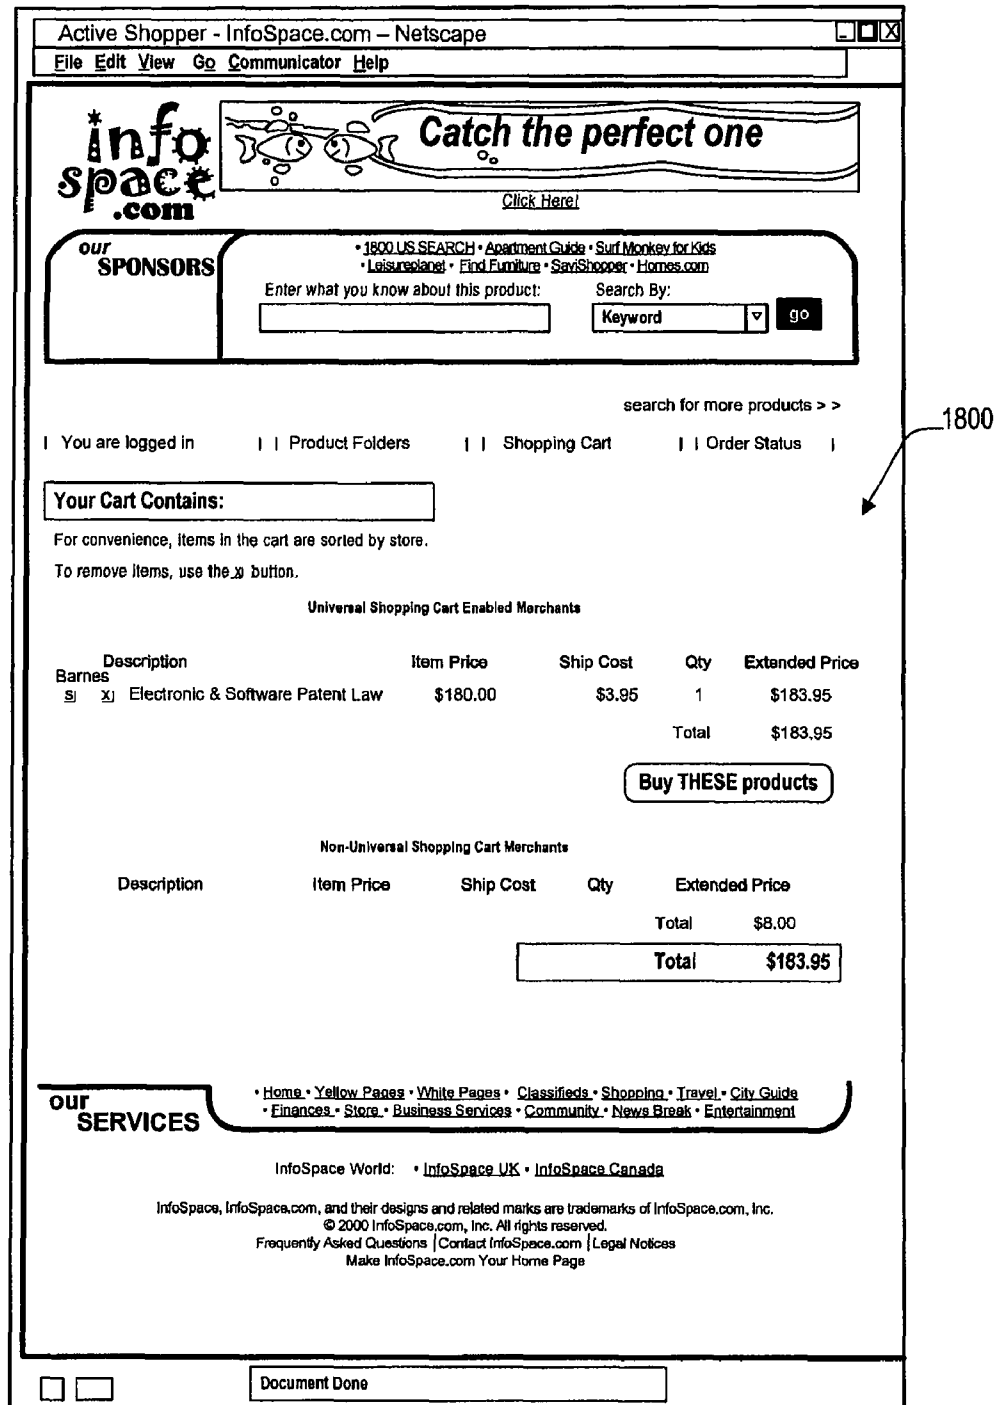 Active Shopper - InfoSpace.com – Netscape
File Edit View Go Communicator Help
info
space
.com
Catch the perfect one
Click Here!
our
SPONSORS
• 1800 US SEARCH • Apartment Guide • Surf Monkey for Kids
• Leisureplanet • Find Furniture • SaviShopper • Homes.com
Enter what you know about this product: Search By:
Keyword go
search for more products > >
1800
| You are logged in | | Product Folders | | Shopping Cart | | Order Status |
Your Cart Contains:
For convenience, items in the cart are sorted by store.
To remove items, use the x button.
Universal Shopping Cart Enabled Merchants
Description Item Price Ship Cost Qty Extended Price
Barnes
S X Electronic & Software Patent Law $180.00 $3.95 1 $183.95
Total $183.95
Buy THESE products
Non-Universal Shopping Cart Merchants
Description Item Price Ship Cost Qty Extended Price
Total $8.00
Total $183.95
our
SERVICES
• Home • Yellow Pages • White Pages • Classifieds • Shopping • Travel • City Guide
• Finances • Store • Business Services • Community • News Break • Entertainment
InfoSpace World: • InfoSpace UK • InfoSpace Canada
InfoSpace, InfoSpace.com, and their designs and related marks are trademarks of InfoSpace.com, Inc.
© 2000 InfoSpace.com, Inc. All rights reserved.
Frequently Asked Questions | Contact InfoSpace.com | Legal Notices
Make InfoSpace.com Your Home Page
Document Done